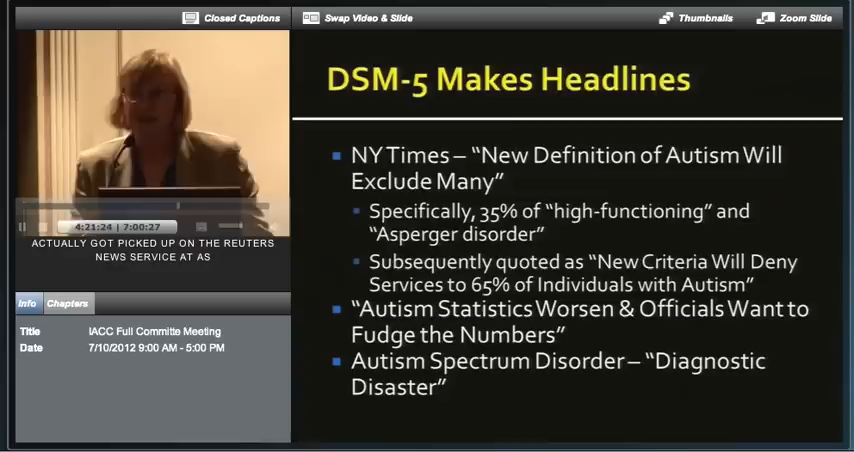 Closed Captions
Swap Video & Slide
Thumbnails
Zoom Slide
4:21:24 | 7:00:27
ACTUALLY GOT PICKED UP ON THE REUTERS
NEWS SERVICE AT AS
Info
Chapters
Title IACC Full Committe Meeting
Date 7/10/2012 9:00 AM - 5:00 PM
DSM-5 Makes Headlines
NY Times – “New Definition of Autism Will
Exclude Many”
Specifically, 35% of “high-functioning” and
“Asperger disorder”
Subsequently quoted as “New Criteria Will Deny
Services to 65% of Individuals with Autism”
“Autism Statistics Worsen & Officials Want to
Fudge the Numbers”
Autism Spectrum Disorder – “Diagnostic
Disaster”